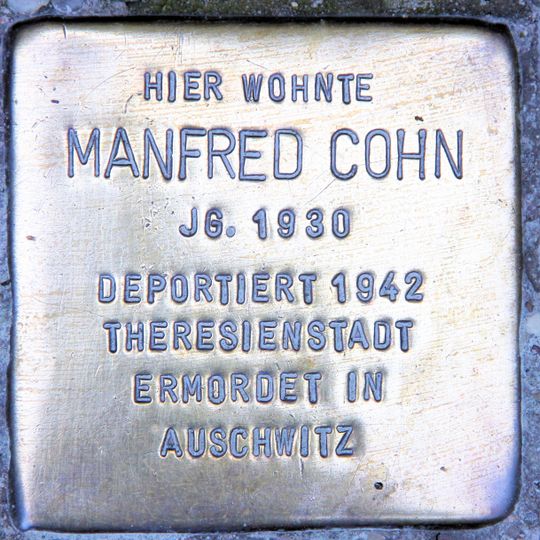 HIER WOHNTE
MANFRED COHN
JG. 1930
DEPORTIERT 1942
THERESIENSTADT
ERMORDET IN
AUSCHWITZ